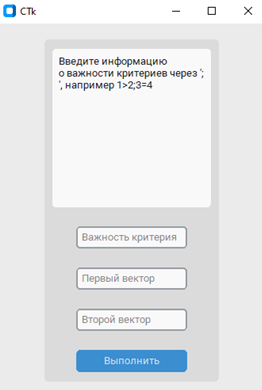 CTk
Введите информацию
о важности критериев через ';
', например 1>2;3=4
Важность критерия
Первый вектор
Второй вектор
Выполнить